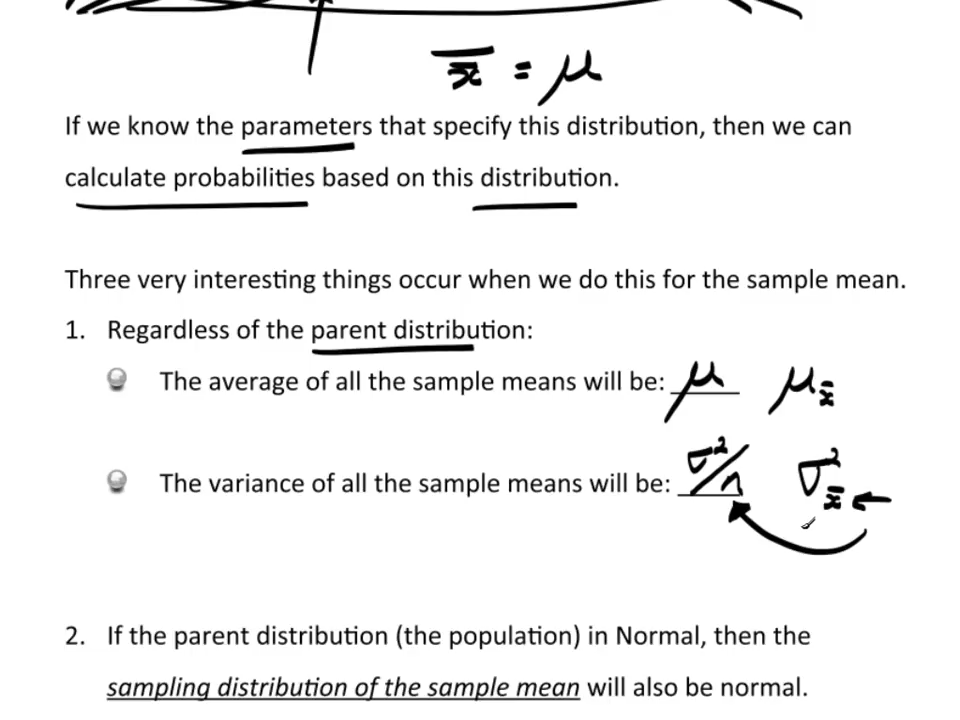 x̄ = μ
If we know the parameters that specify this distribution, then we can
calculate probabilities based on this distribution.
Three very interesting things occur when we do this for the sample mean.
1. Regardless of the parent distribution:
The average of all the sample means will be: μ μx̄
The variance of all the sample means will be: σ²/n σ²x̄
2. If the parent distribution (the population) in Normal, then the
sampling distribution of the sample mean will also be normal.